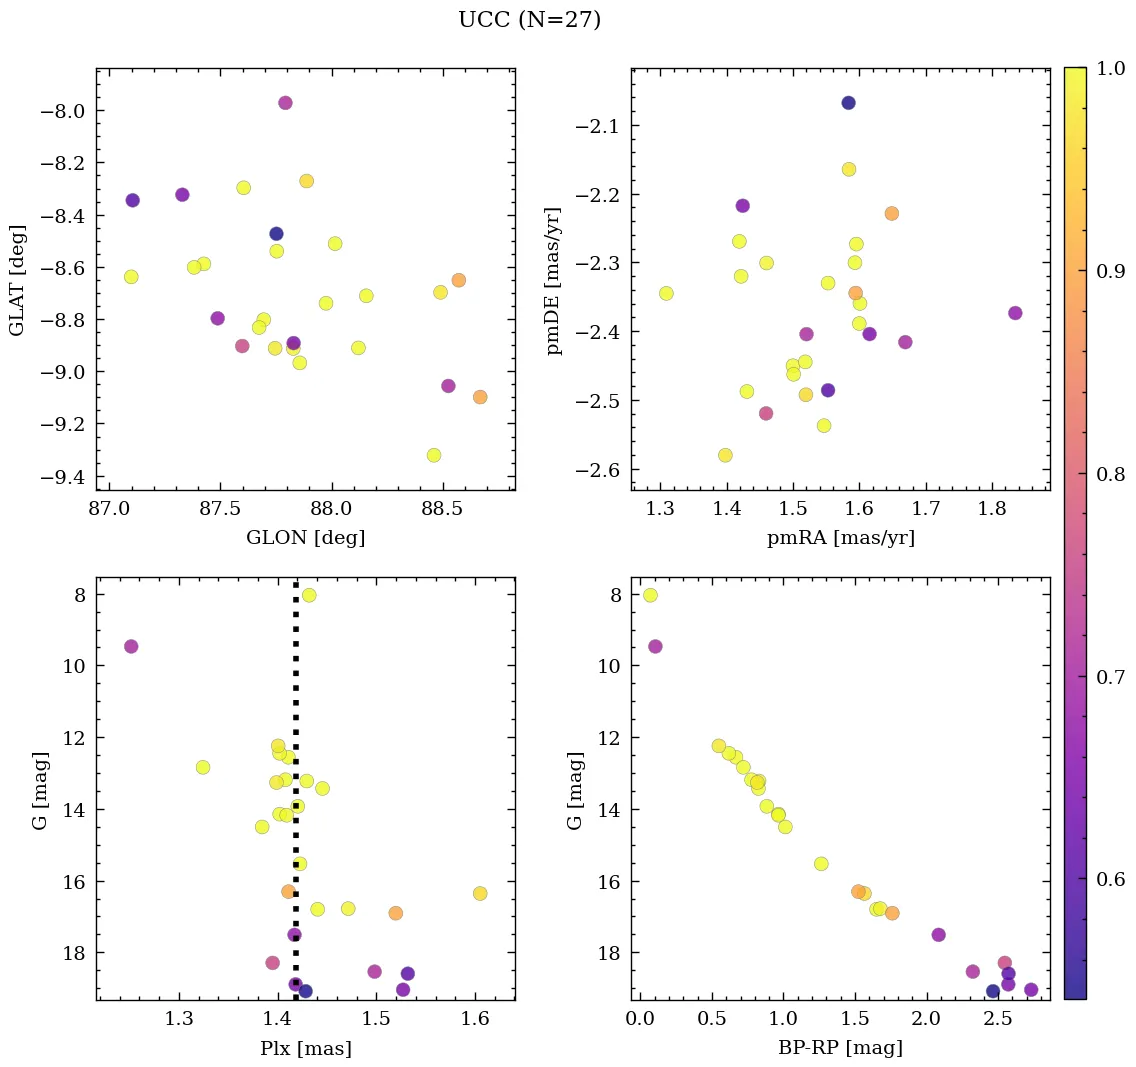 UCC (N=27)
−8.0
−8.2
−8.4
−8.6
−8.8
−9.0
−9.2
−9.4
GLAT [deg]
87.0 87.5 88.0 88.5
GLON [deg]
−2.1
−2.2
−2.3
−2.4
−2.5
−2.6
pmDE [mas/yr]
1.3 1.4 1.5 1.6 1.7 1.8
pmRA [mas/yr]
1.0
0.9
0.8
0.7
0.6
8
10
12
14
16
18
G [mag]
1.3 1.4 1.5 1.6
Plx [mas]
8
10
12
14
16
18
G [mag]
0.0 0.5 1.0 1.5 2.0 2.5
BP-RP [mag]